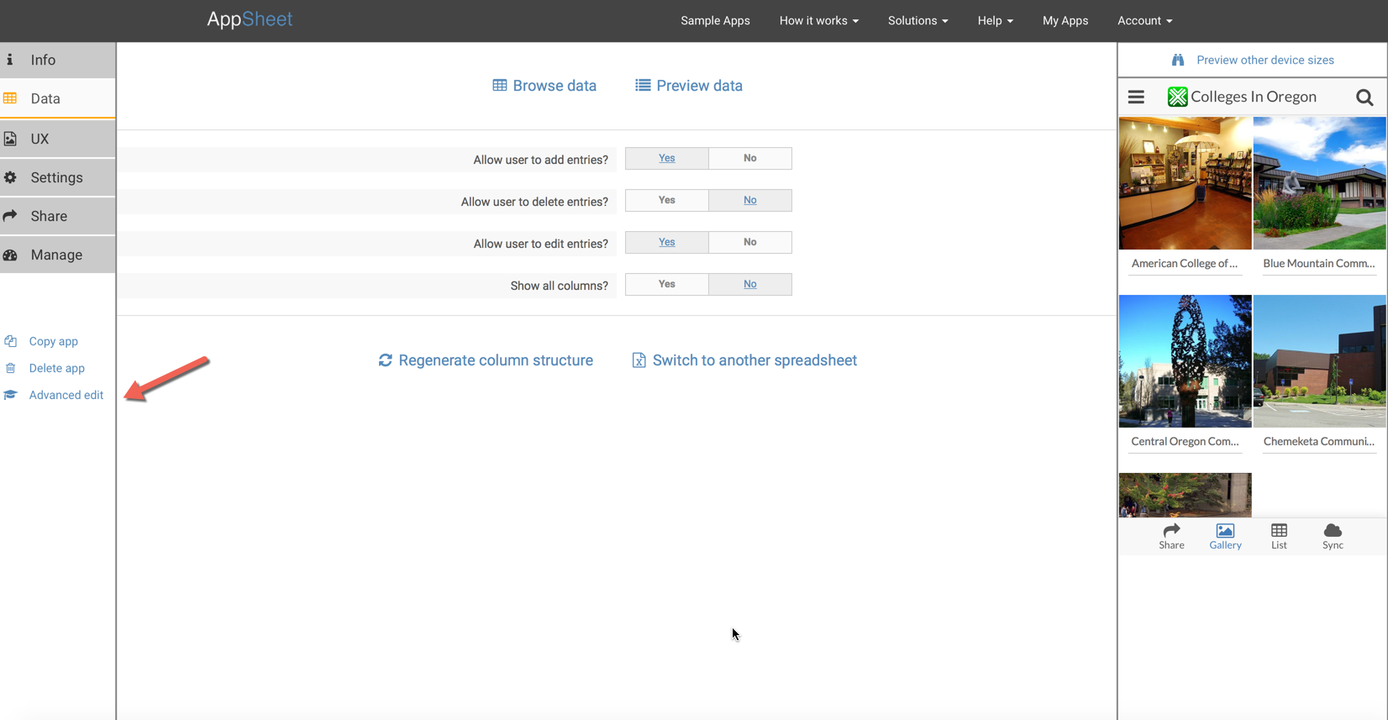 AppSheet
Sample Apps How it works Solutions Help My Apps Account
Info
Data
UX
Settings
Share
Manage
Copy app
Delete app
Advanced edit
Browse data Preview data
Allow user to add entries? Yes No
Allow user to delete entries? Yes No
Allow user to edit entries? Yes No
Show all columns? Yes No
Regenerate column structure Switch to another spreadsheet
Preview other device sizes
Colleges In Oregon
American College of... Blue Mountain Comm...
Central Oregon Com... Chemeketa Communi...
Share Gallery List Sync